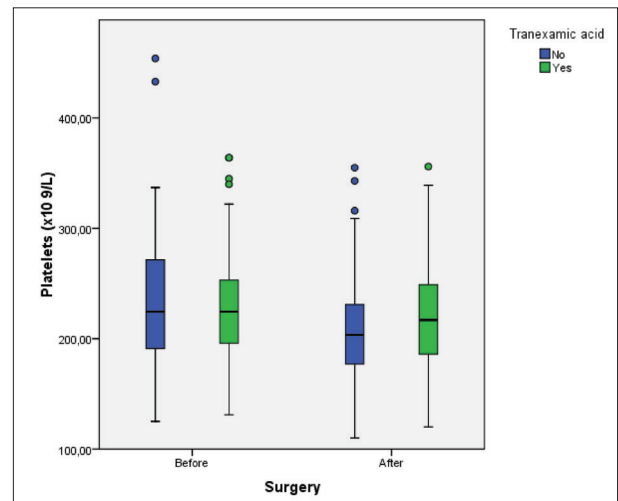 Tranexamic acid
No
Yes
Platelets (x10 9/L)
400,00
300,00
200,00
100,00
Before
After
Surgery